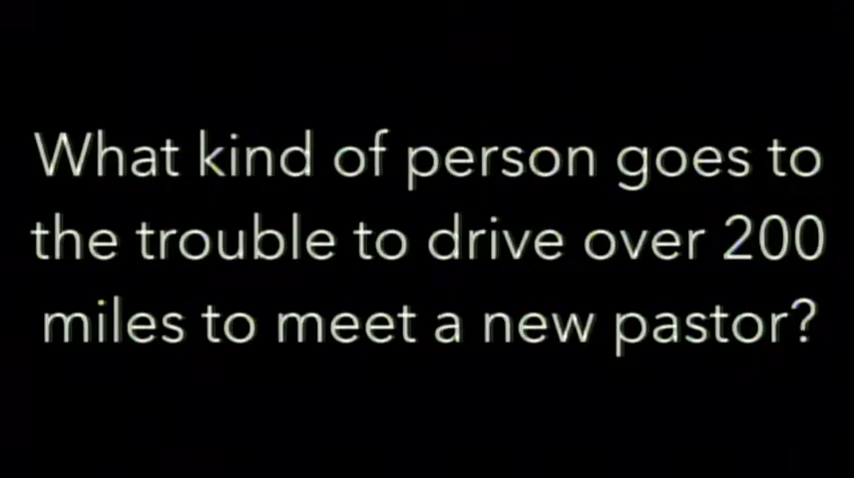 What kind of person goes to
the trouble to drive over 200
miles to meet a new pastor?